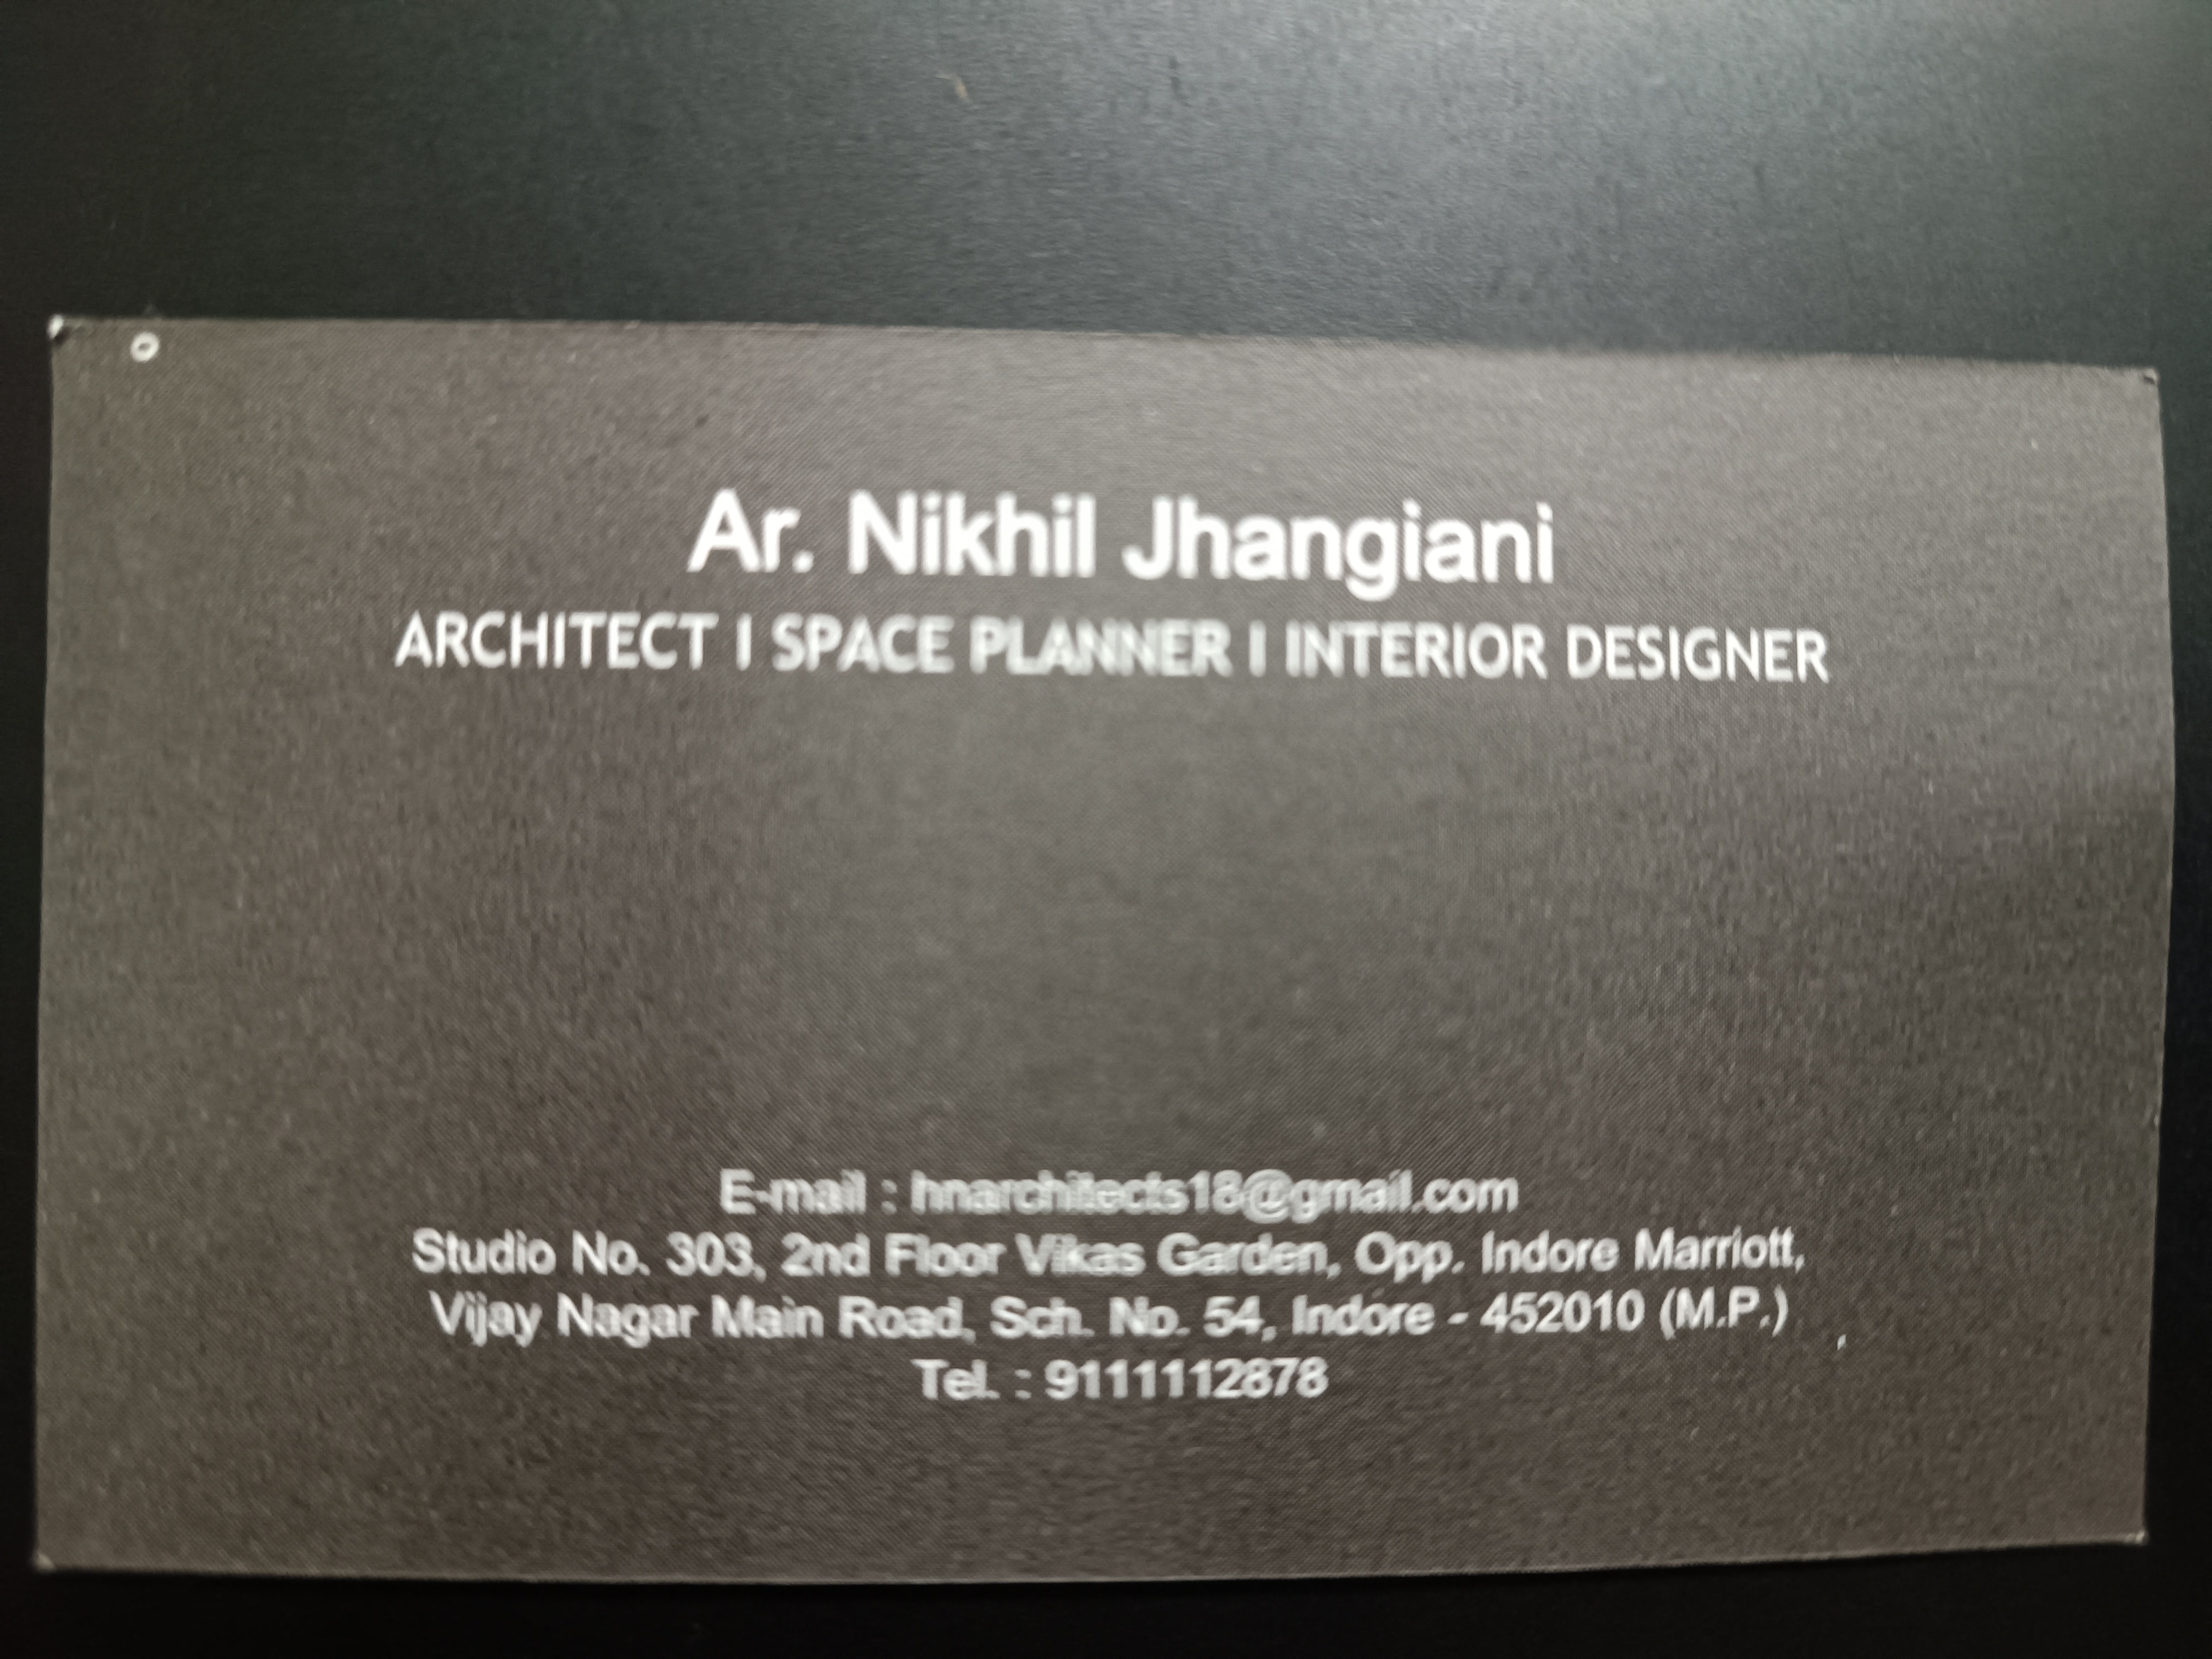 Ar. Nikhil Jhangiani
ARCHITECT I SPACE PLANNER I INTERIOR DESIGNER
E-mail : hnarchitects18@gmail.com
Studio No. 303, 2nd Floor Vikas Garden, Opp. Indore Marriott,
Vijay Nagar Main Road, Sch. No. 54, Indore - 452010 (M.P.)
Tel. : 9111112878